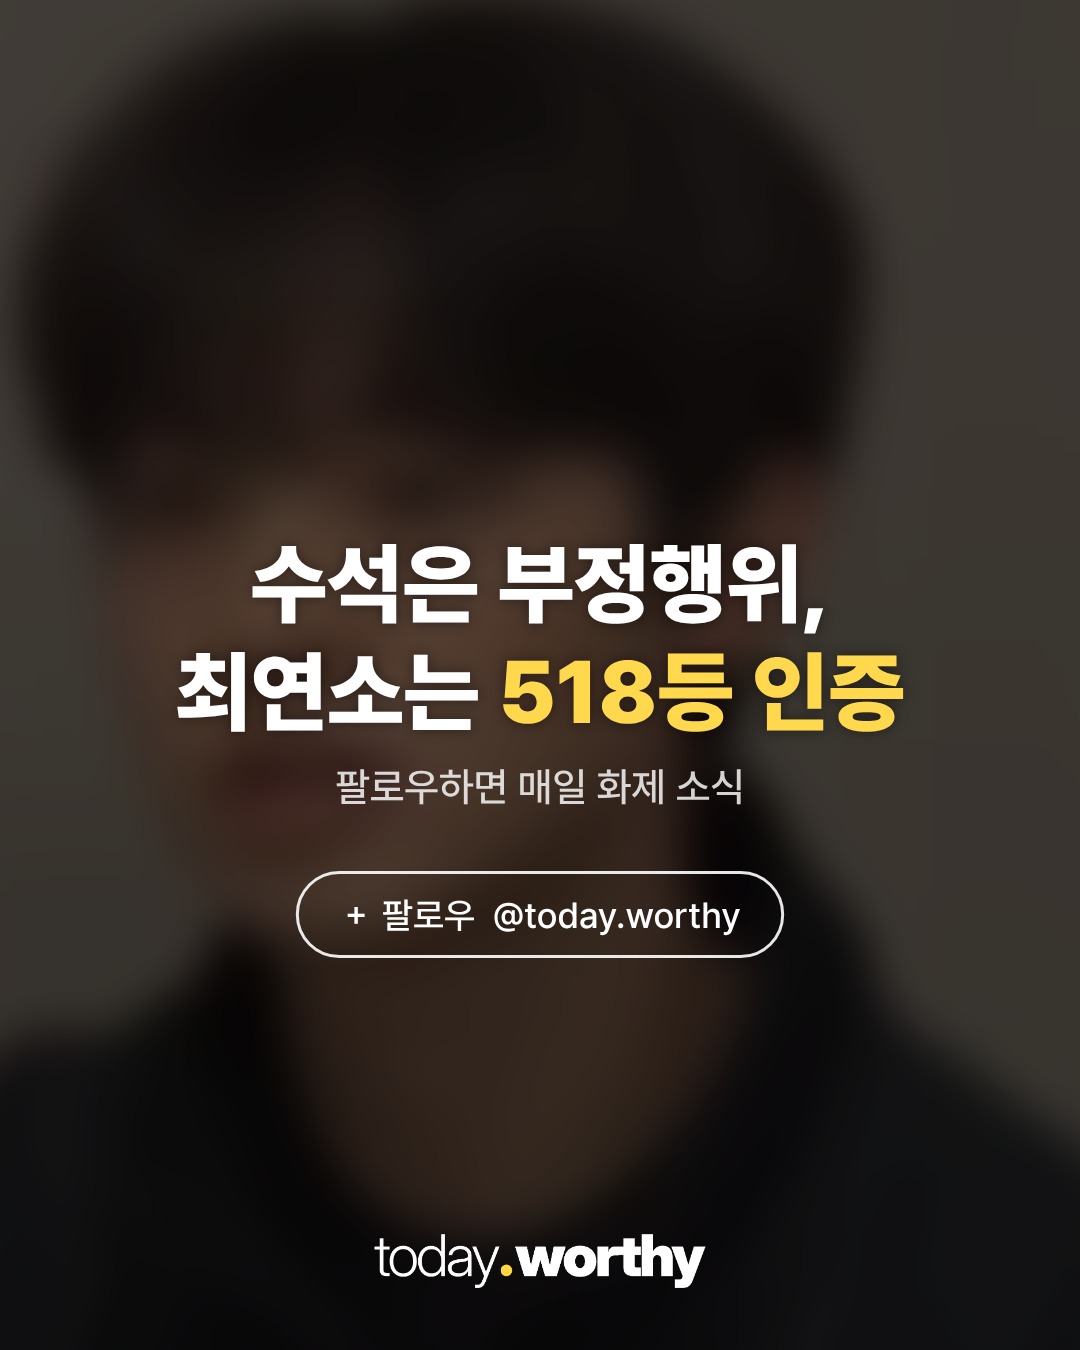 수석은 부정행위,
최연소는 518등 인증
팔로우하면 매일 화제 소식
+ 팔로우 @today.worthy
today.worthy